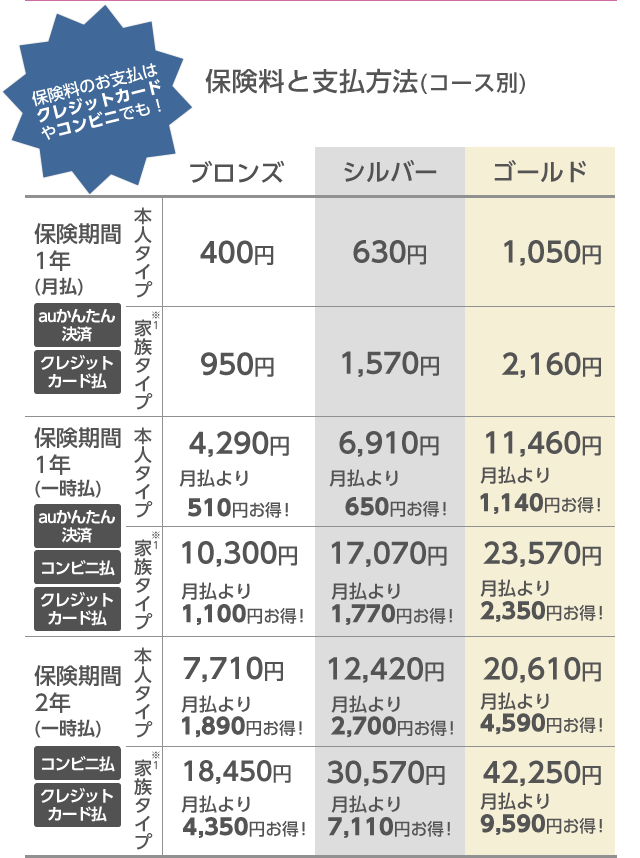 保険料のお支払は
クレジットカード
やコンビニでも！
保険料と支払方法(コース別)
ブロンズ
シルバー
ゴールド
保険期間
1年
(月払)
auかんたん
決済
クレジット
カード払
本人タイプ
400円
630円
1,050円
家族タイプ※1
950円
1,570円
2,160円
保険期間
1年
(一時払)
auかんたん
決済
コンビニ払
クレジット
カード払
本人タイプ
4,290円
月払より
510円お得！
6,910円
月払より
650円お得！
11,460円
月払より
1,140円お得！
家族タイプ※1
10,300円
月払より
1,100円お得！
17,070円
月払より
1,770円お得！
23,570円
月払より
2,350円お得！
保険期間
2年
(一時払)
コンビニ払
クレジット
カード払
本人タイプ
7,710円
月払より
1,890円お得！
12,420円
月払より
2,700円お得！
20,610円
月払より
4,590円お得！
家族タイプ※1
18,450円
月払より
4,350円お得！
30,570円
月払より
7,110円お得！
42,250円
月払より
9,590円お得！